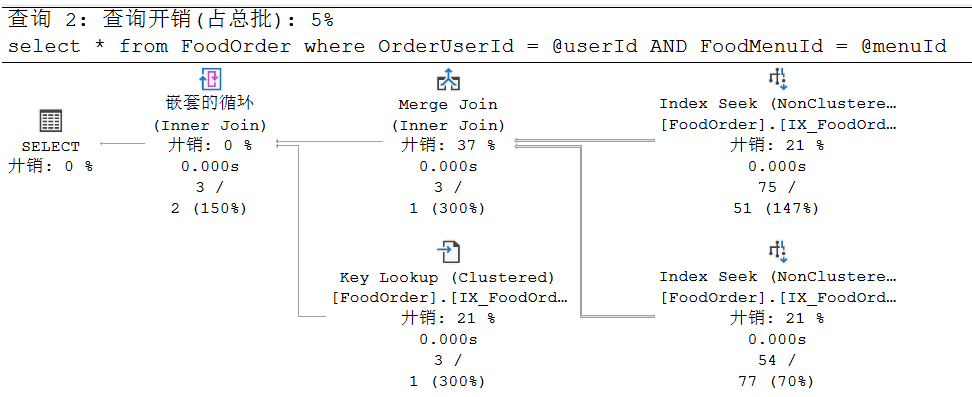 查询 2: 查询开销(占总批): 5%
select * from FoodOrder where OrderUserId = @userId AND FoodMenuId = @menuId
SELECT
开销: 0 %
嵌套的循环
(Inner Join)
开销: 0 %
0.000s
3 /
2 (150%)
Merge Join
(Inner Join)
开销: 37 %
0.000s
3 /
1 (300%)
Index Seek (NonClustere…
[FoodOrder].[IX_FoodOrd…
开销: 21 %
0.000s
75 /
51 (147%)
Key Lookup (Clustered)
[FoodOrder].[IX_FoodOrd…
开销: 21 %
0.000s
3 /
1 (300%)
Index Seek (NonClustere…
[FoodOrder].[IX_FoodOrd…
开销: 21 %
0.000s
54 /
77 (70%)